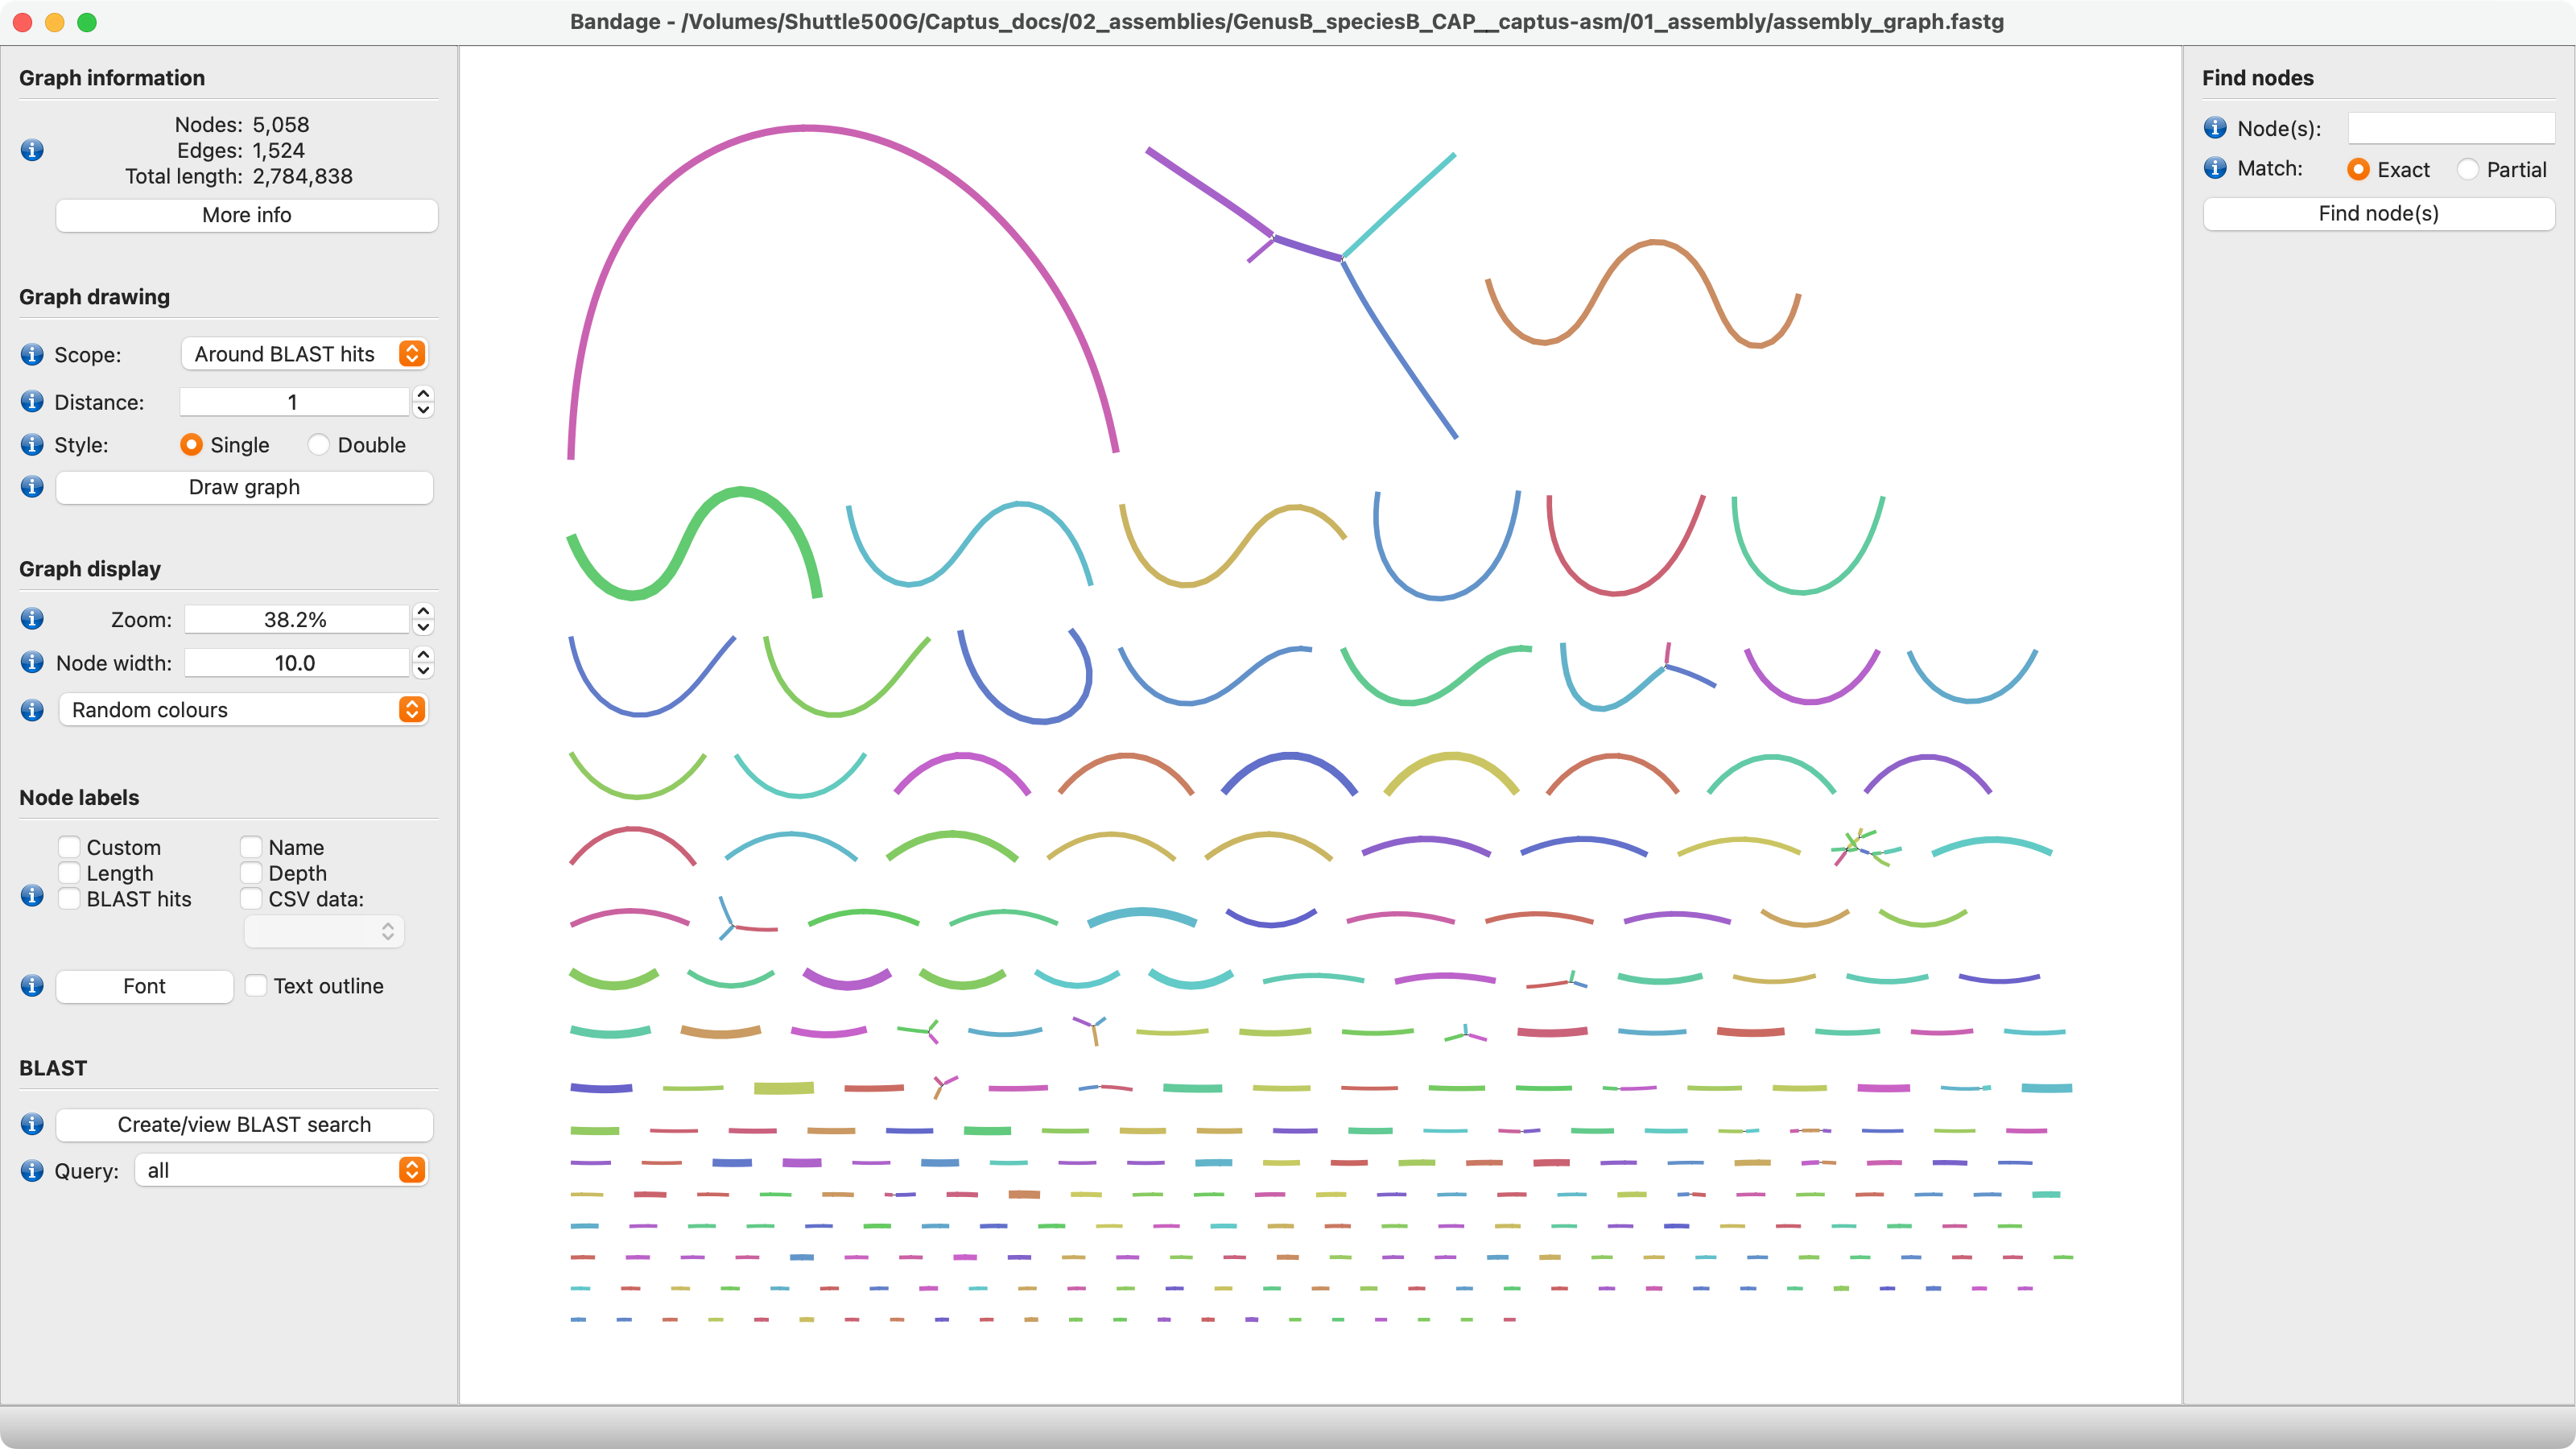 Bandage - /Volumes/Shuttle500G/Captus_docs/02_assemblies/GenusB_speciesB_CAP__captus-asm/01_assembly/assembly_graph.fastg
Graph information
Nodes: 5,058
Edges: 1,524
Total length: 2,784,838
More info
Graph drawing
Scope: Around BLAST hits
Distance: 1
Style: Single Double
Draw graph
Graph display
Zoom: 38.2%
Node width: 10.0
Random colours
Node labels
Custom Name
Length Depth
BLAST hits CSV data:
Font Text outline
BLAST
Create/view BLAST search
Query: all
Find nodes
Node(s):
Match: Exact Partial
Find node(s)